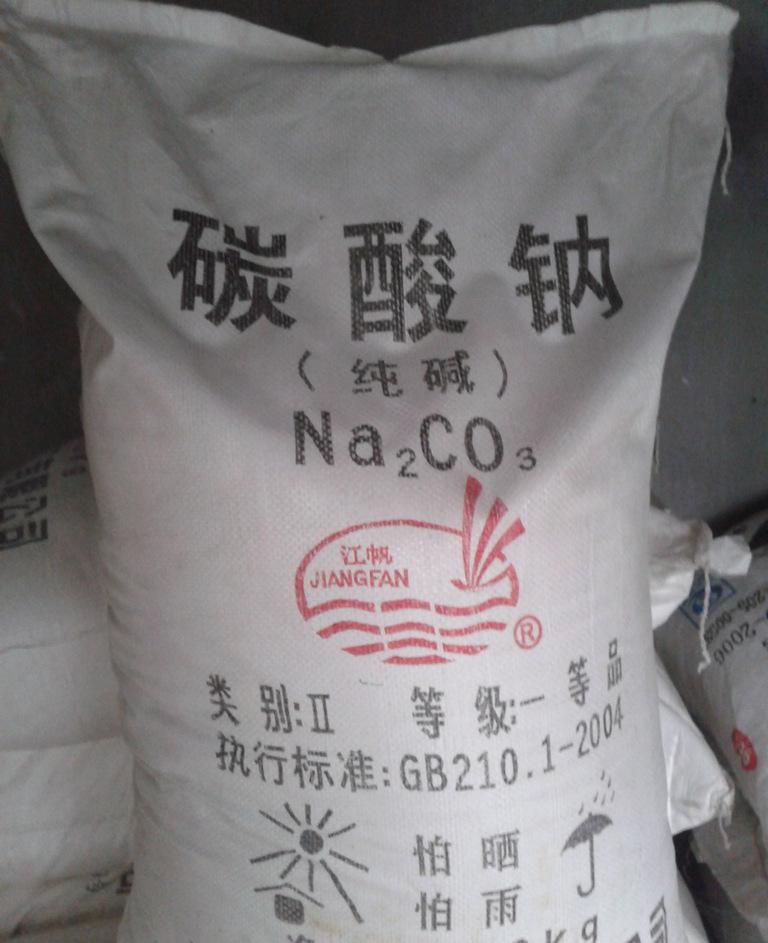 碳酸钠
（纯碱）
Na₂CO₃
江帆
JIANGFAN
®
类别:Ⅱ 等级:一等品
执行标准:GB210.1-2004
怕晒
怕雨
kg